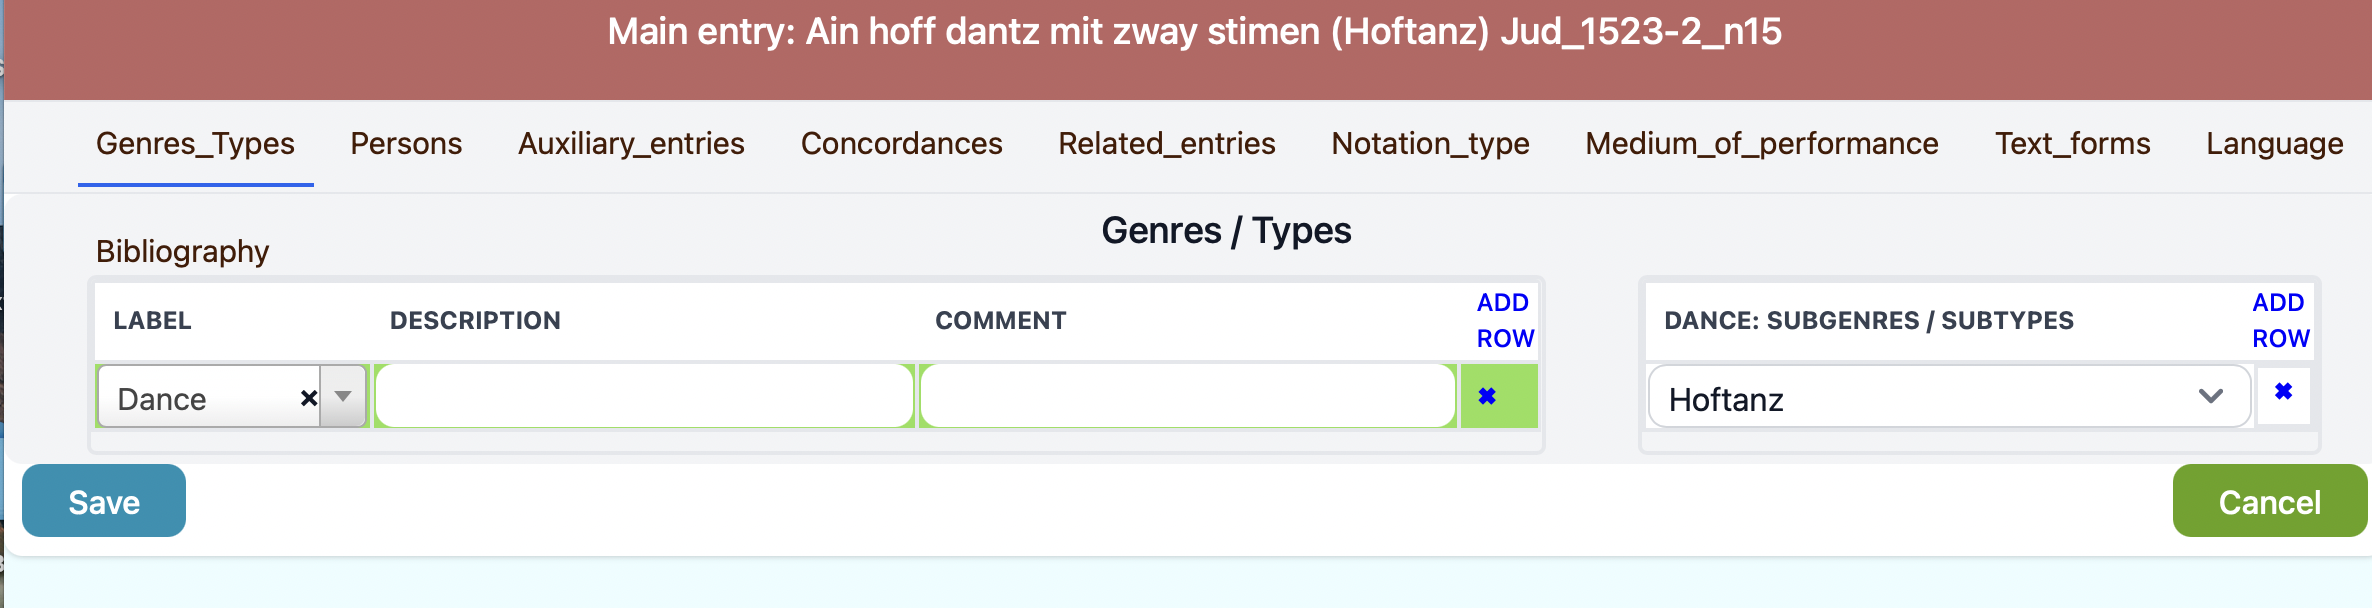 Main entry: Ain hoff dantz mit zway stimen (Hoftanz) Jud_1523-2_n15
Genres_Types Persons Auxiliary_entries Concordances Related_entries Notation_type Medium_of_performance Text_forms Language
Bibliography
Genres / Types
LABEL DESCRIPTION COMMENT ADD ROW
Dance
DANCE: SUBGENRES / SUBTYPES ADD ROW
Hoftanz
Save Cancel